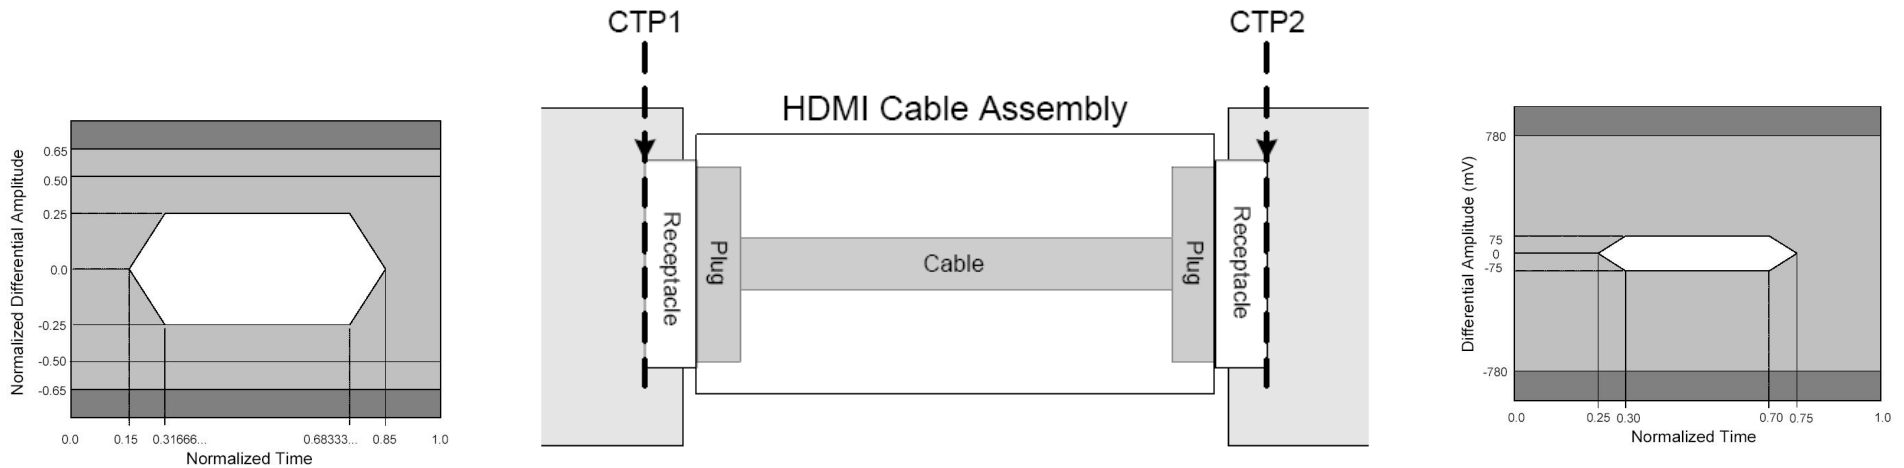 CTP1
CTP2
HDMI Cable Assembly
Normalized Differential Amplitude
0.65
0.50
0.25
0.0
-0.25
-0.50
-0.65
0.0
0.15
0.31666...
0.68333...
0.85
1.0
Normalized Time
Receptacle
Plug
Cable
Plug
Receptacle
Differential Amplitude (mV)
780
75
0
-75
-780
0.0
0.25
0.30
0.70
0.75
1.0
Normalized Time